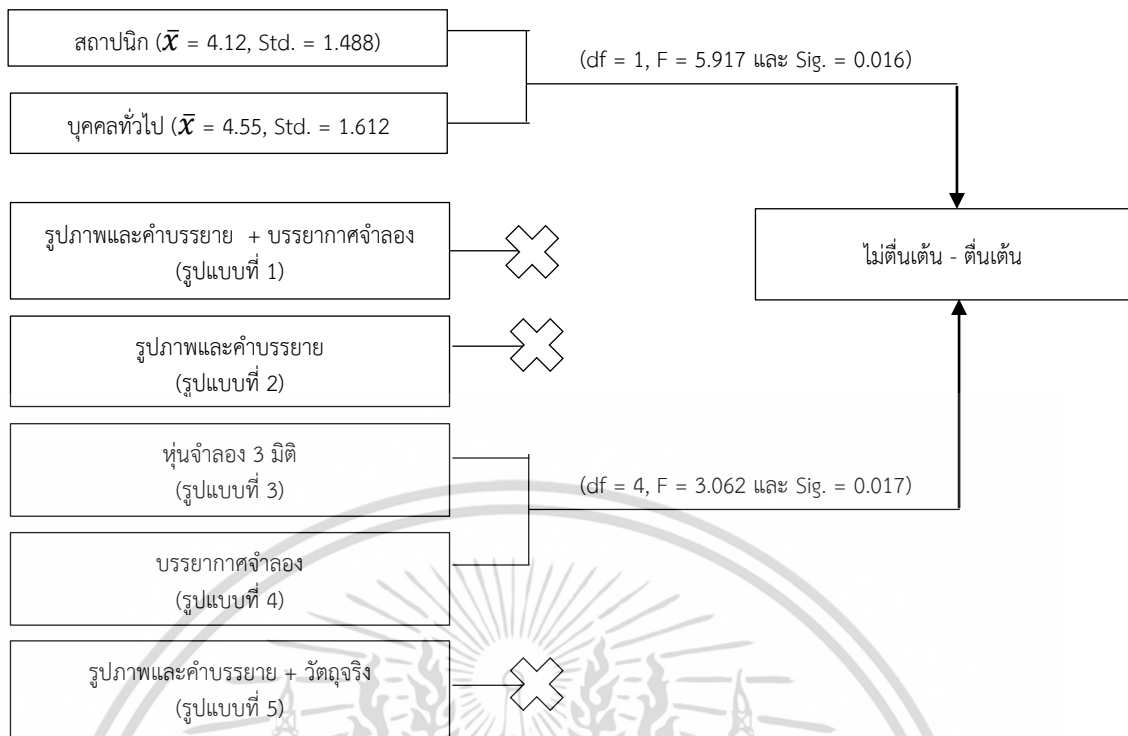 สถาปนิก (x̄ = 4.12, Std. = 1.488)
(df = 1, F = 5.917 และ Sig. = 0.016)
บุคคลทั่วไป (x̄ = 4.55, Std. = 1.612
รูปภาพและคำบรรยาย + บรรยากาศจำลอง
(รูปแบบที่ 1)
ไม่ตื่นเต้น - ตื่นเต้น
รูปภาพและคำบรรยาย
(รูปแบบที่ 2)
หุ่นจำลอง 3 มิติ
(รูปแบบที่ 3)
(df = 4, F = 3.062 และ Sig. = 0.017)
บรรยากาศจำลอง
(รูปแบบที่ 4)
รูปภาพและคำบรรยาย + วัตถุจริง
(รูปแบบที่ 5)